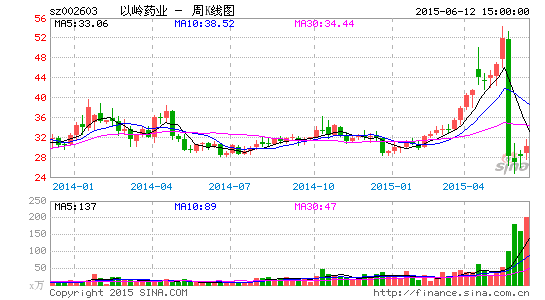 sz002603 以岭药业 - 周K线图 2015-06-12 15:00:00
MA5:33.06 MA10:38.52 MA30:34.44
56
52
48
44
40
36
32
28
24
2014-01 2014-04 2014-07 2014-10 2015-01 2015-04
sina
250
MA5:137 MA10:89 MA30:47
200
150
100
50
x万
Copyright 2015 SINA.COM http://finance.sina.com.cn